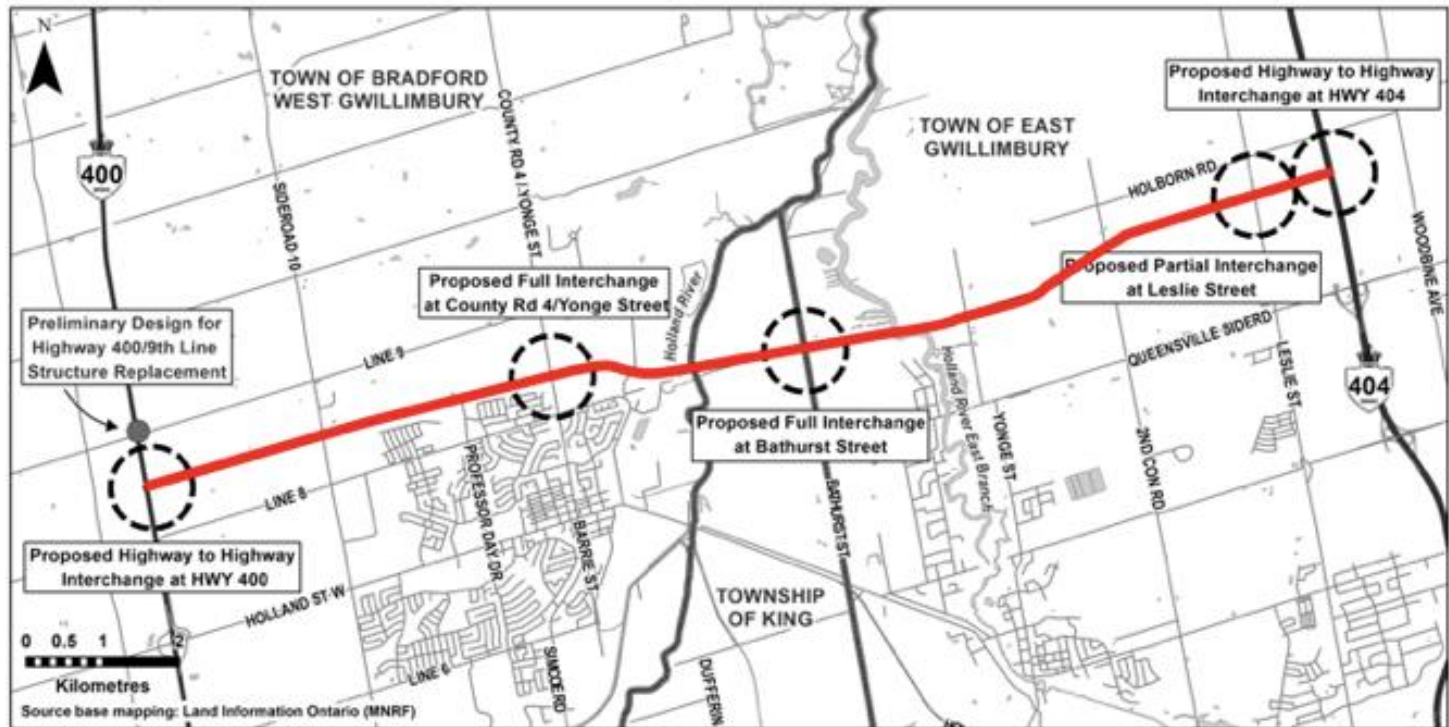 N
TOWN OF BRADFORD
WEST GWILLIMBURY
COUNTY RD 4 / YONGE ST.
Proposed Highway to Highway
Interchange at HWY 404
TOWN OF EAST
GWILLIMBURY
400
SIDEROAD 10
HOLBORN RD
WOODBINE AVE
Proposed Full Interchange
at County Rd 4/Yonge Street
Holland River
Proposed Partial Interchange
at Leslie Street
Preliminary Design for
Highway 400/9th Line
Structure Replacement
LINE 9
QUEENSVILLE SIDERD
LESLIE ST
404
Proposed Full Interchange
at Bathurst Street
Holland River East Branch
YONGE ST
2ND CON RD
LINE 8
PROFESSOR DAY DR
BARRIE ST
BATHURST ST
Proposed Highway to Highway
Interchange at HWY 400
HOLLAND ST W
TOWNSHIP
OF KING
0 0.5 1 2
Kilometres
LINE 6
SIMCOE RD
DUFFERIN
Source base mapping: Land Information Ontario (MNRF)